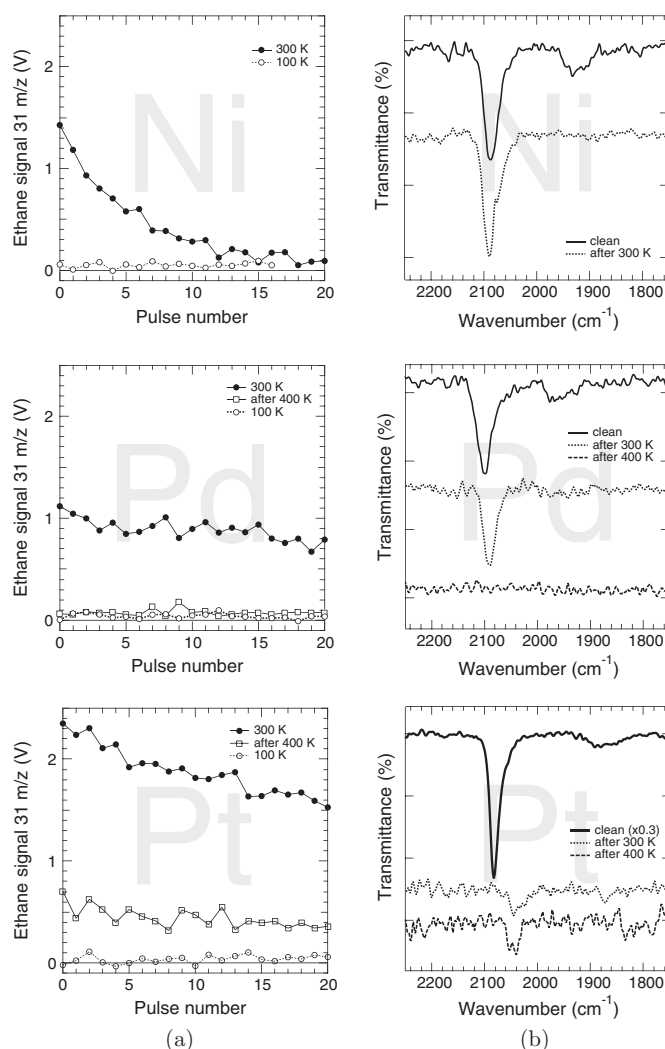 Ni
Ethane signal 31 m/z (V)
2
1
0
300 K
100 K
0 5 10 15 20
Pulse number
Ni
Transmittance (%)
clean
after 300 K
2200 2100 2000 1900 1800
Wavenumber (cm⁻¹)
Pd
Ethane signal 31 m/z (V)
2
1
0
300 K
after 400 K
100 K
0 5 10 15 20
Pulse number
Pd
Transmittance (%)
clean
after 300 K
after 400 K
2200 2100 2000 1900 1800
Wavenumber (cm⁻¹)
Pt
Ethane signal 31 m/z (V)
2
1
0
300 K
after 400 K
100 K
0 5 10 15 20
Pulse number
Pt
Transmittance (%)
clean (x0.3)
after 300 K
after 400 K
2200 2100 2000 1900 1800
Wavenumber (cm⁻¹)
(a) (b)